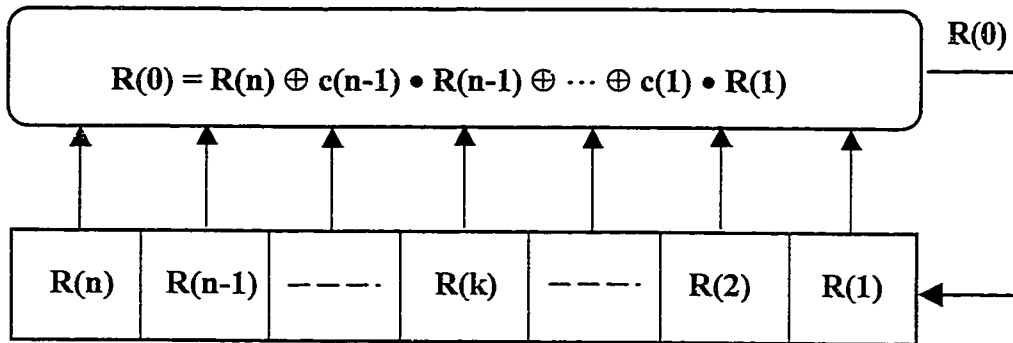 R(0)
R(0) = R(n) ⊕ c(n-1) • R(n-1) ⊕ ··· ⊕ c(1) • R(1)
R(n) R(n-1) ----- R(k) ----- R(2) R(1)